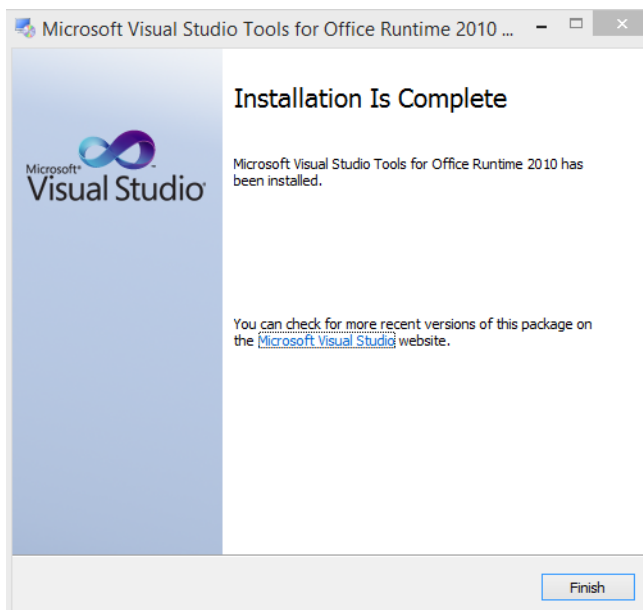 Microsoft Visual Studio Tools for Office Runtime 2010 ...
Installation Is Complete
Microsoft®
Visual Studio®
Microsoft Visual Studio Tools for Office Runtime 2010 has
been installed.
You can check for more recent versions of this package on
the Microsoft Visual Studio website.
Finish